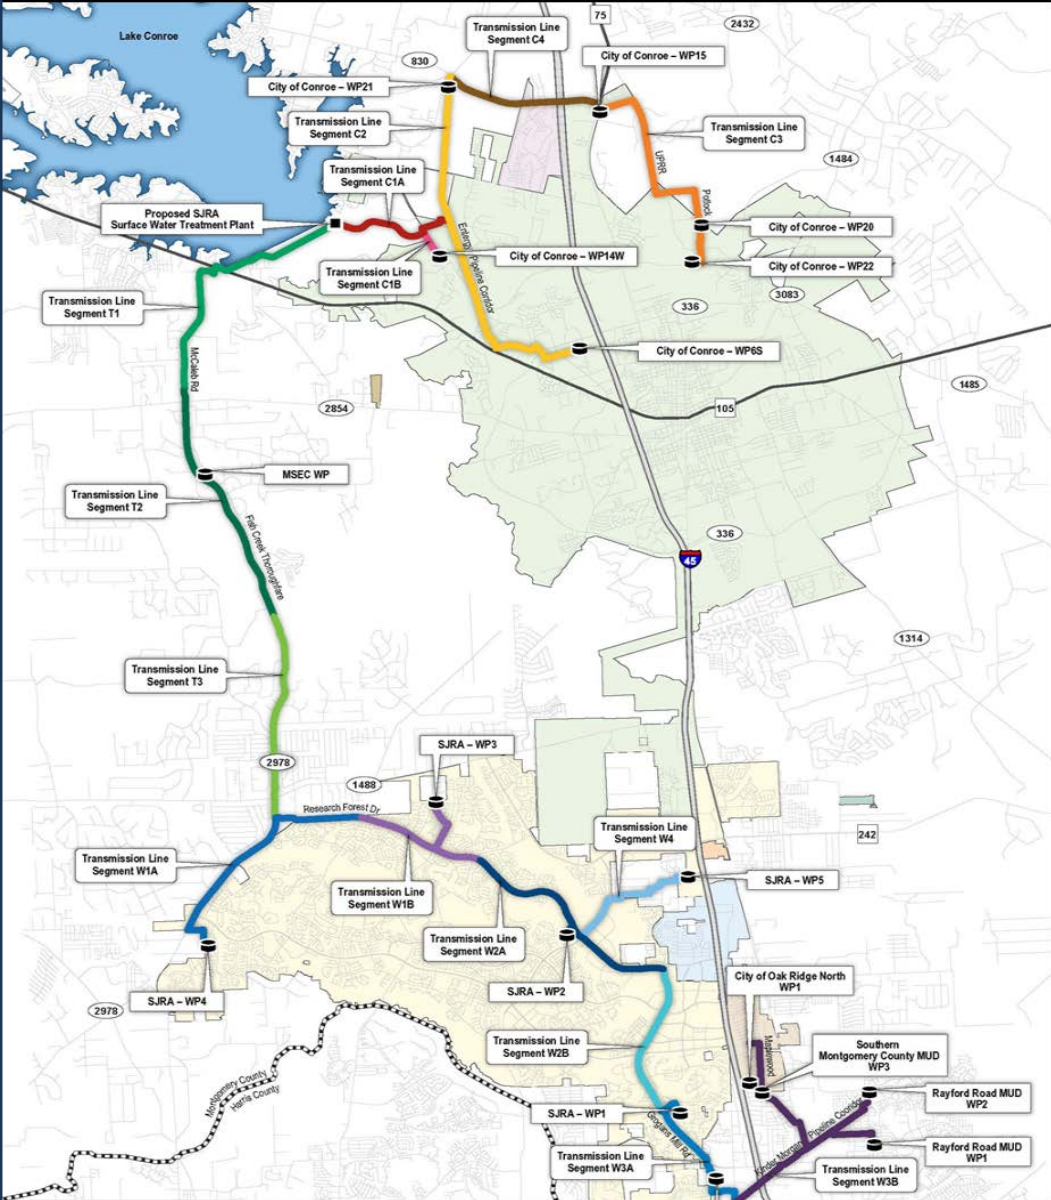 Transmission Line
Segment C4
75
2432
Lake Conroe
830
City of Conroe – WP15
City of Conroe – WP21
Transmission Line
Segment C2
Transmission Line
Segment C3
UPRR
1484
Transmission Line
Segment C1A
Pollock
Proposed SJRA
Surface Water Treatment Plant
City of Conroe – WP20
Entergy Pipeline Corridor
City of Conroe – WP14W
City of Conroe – WP22
Transmission Line
Segment C1B
3083
336
Transmission Line
Segment T1
McCaleb Rd
City of Conroe – WP6S
1485
2854
105
MSEC WP
Transmission Line
Segment T2
Fish Creek Thoroughfare
336
45
1314
Transmission Line
Segment T3
SJRA – WP3
2978
1488
Research Forest Dr
Transmission Line
Segment W4
242
Transmission Line
Segment W1A
SJRA – WP5
Transmission Line
Segment W1B
Transmission Line
Segment W2A
City of Oak Ridge North
WP1
SJRA – WP4
SJRA – WP2
2978
Transmission Line
Segment W2B
Southern
Montgomery County MUD
WP3
Montgomery County
Harris County
Rayford Road MUD
WP2
SJRA – WP1
Grogans Mill Rd
Kinder Morgan Pipeline Cooridor
Rayford Road MUD
WP1
Transmission Line
Segment W3A
Transmission Line
Segment W3B